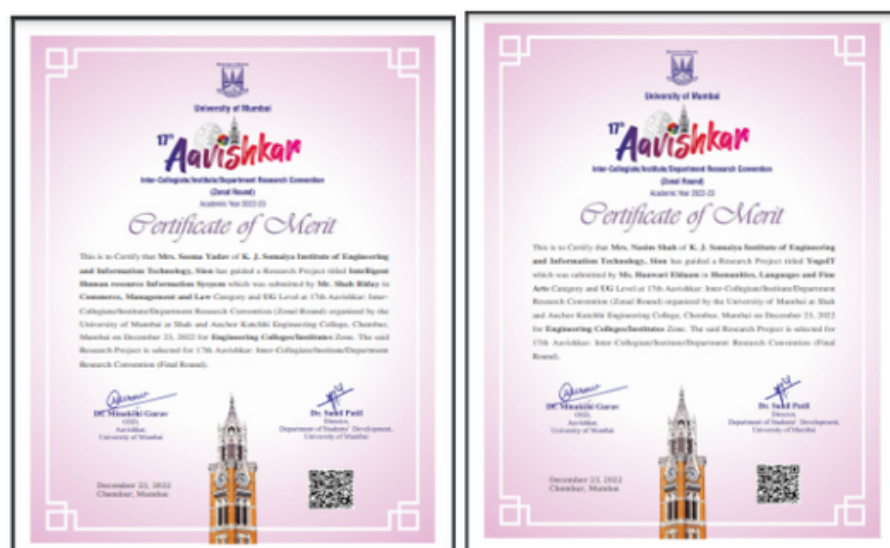 University of Mumbai
17th
Aavishkar
Inter-Collegiate/Institute/Department Research Convention
(Zonal Round)
Academic Year 2022-23
Certificate of Merit
This is to Certify that Mrs. Seema Yadav of K. J. Somaiya Institute of Engineering
and Information Technology, Sion has guided a Research Project titled Intelligent
Human resource Information System which was submitted by Mr. Shah Riday in
Commerce, Management and Law Category and UG Level at 17th Aavishkar: Inter-
Collegiate/Institute/Department Research Convention (Zonal Round) organized by the
University of Mumbai at Shah and Anchor Kutchhi Engineering College, Chembur,
Mumbai on December 23, 2022 for Engineering Colleges/Institutes Zone. The said
Research Project is selected for 17th Aavishkar: Inter-Collegiate/Institute/Department
Research Convention (Final Round).
Dr. Minakshi Gurav
OSD,
Aavishkar,
University of Mumbai
Dr. Sunil Patil
Director,
Department of Students' Development,
University of Mumbai
December 23, 2022
Chembur, Mumbai
University of Mumbai
17th
Aavishkar
Inter-Collegiate/Institute/Department Research Convention
(Zonal Round)
Academic Year 2022-23
Certificate of Merit
This is to Certify that Mrs. Nasim Shah of K. J. Somaiya Institute of Engineering
and Information Technology, Sion has guided a Research Project titled YogsIT
which was submitted by Ms. Hanwari Ehlaam in Humanities, Languages and Fine
Arts Category and UG Level at 17th Aavishkar: Inter-Collegiate/Institute/Department
Research Convention (Zonal Round) organized by the University of Mumbai at Shah
and Anchor Kutchhi Engineering College, Chembur, Mumbai on December 23, 2022
for Engineering Colleges/Institutes Zone. The said Research Project is selected for
17th Aavishkar: Inter-Collegiate/Institute/Department Research Convention (Final
Round).
Dr. Minakshi Gurav
OSD,
Aavishkar,
University of Mumbai
Dr. Sunil Patil
Director,
Department of Students' Development,
University of Mumbai
December 23, 2022
Chembur, Mumbai